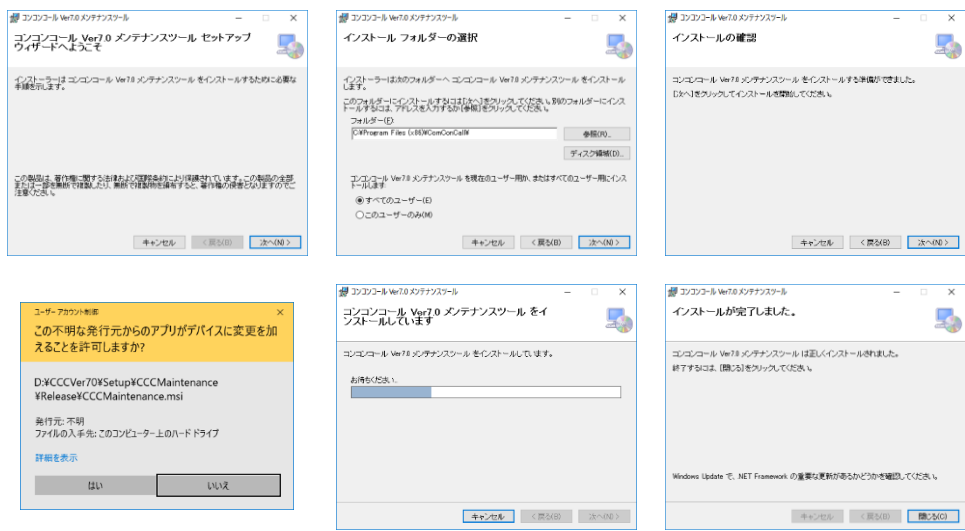 コンコンコール Ver7.0 メンテナンスツール
コンコンコール Ver7.0 メンテナンスツール セットアップ
ウィザードへようこそ
インストーラーは コンコンコール Ver7.0 メンテナンスツール をインストールするために必要な
手順を示します。
この製品は、著作権に関する法律および国際条約により保護されています。この製品の全部
または一部を無断で複製したり、無断で複製物を頒布すると、著作権の侵害となりますのでご
注意ください。
キャンセル
< 戻る(B)
次へ(N) >
コンコンコール Ver7.0 メンテナンスツール
インストール フォルダーの選択
インストーラーは次のフォルダーへ コンコンコール Ver7.0 メンテナンスツール をインストール
します。
このフォルダーにインストールするには[次へ]をクリックしてください。別のフォルダーにインス
トールするには、アドレスを入力するか[参照]をクリックしてください。
フォルダー(F):
C:¥Program Files (x86)¥ComConCall¥
参照(R)...
ディスク領域(D)...
コンコンコール Ver7.0 メンテナンスツール を現在のユーザー用か、またはすべてのユーザー用にインス
トールします:
すべてのユーザー(E)
このユーザーのみ(M)
キャンセル
< 戻る(B)
次へ(N) >
コンコンコール Ver7.0 メンテナンスツール
インストールの確認
コンコンコール Ver7.0 メンテナンスツール をインストールする準備ができました。
[次へ]をクリックしてインストールを開始してください。
キャンセル
< 戻る(B)
次へ(N) >
ユーザー アカウント制御
この不明な発行元からのアプリがデバイスに変更を加
えることを許可しますか?
D:¥CCCVer70¥Setup¥CCCMaintenance
¥Release¥CCCMaintenance.msi
発行元: 不明
ファイルの入手先: このコンピューター上のハード ドライブ
詳細を表示
はい
いいえ
コンコンコール Ver7.0 メンテナンスツール
コンコンコール Ver7.0 メンテナンスツール をイ
ンストールしています
コンコンコール Ver7.0 メンテナンスツール をインストールしています。
お待ちください...
キャンセル
< 戻る(B)
次へ(N) >
コンコンコール Ver7.0 メンテナンスツール
インストールが完了しました。
コンコンコール Ver7.0 メンテナンスツール は正しくインストールされました。
終了するには、[閉じる]をクリックしてください。
Windows Update で、.NET Framework の重要な更新があるかどうかを確認してください。
キャンセル
< 戻る(B)
閉じる(C)